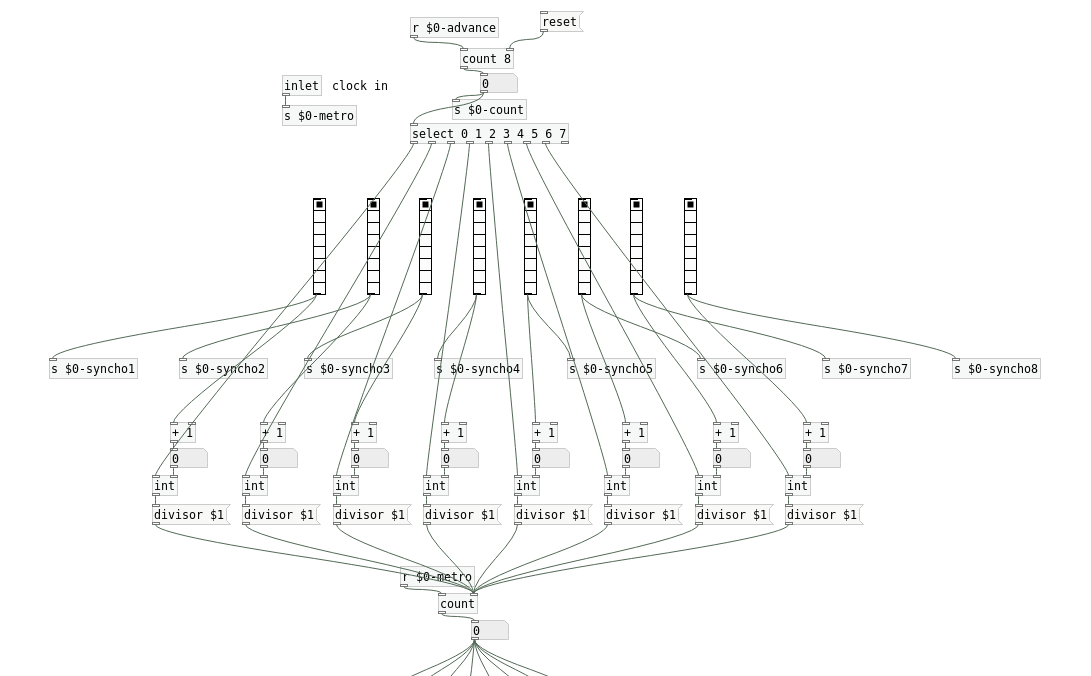 r $0-advance
reset
count 8
inlet
clock in
0
s $0-count
s $0-metro
select 0 1 2 3 4 5 6 7
s $0-syncho1
s $0-syncho2
s $0-syncho3
s $0-syncho4
s $0-syncho5
s $0-syncho6
s $0-syncho7
s $0-syncho8
+ 1
+ 1
+ 1
+ 1
+ 1
+ 1
+ 1
+ 1
0
0
0
0
0
0
0
0
int
int
int
int
int
int
int
int
divisor $1
divisor $1
divisor $1
divisor $1
divisor $1
divisor $1
divisor $1
divisor $1
r $0-metro
count
0